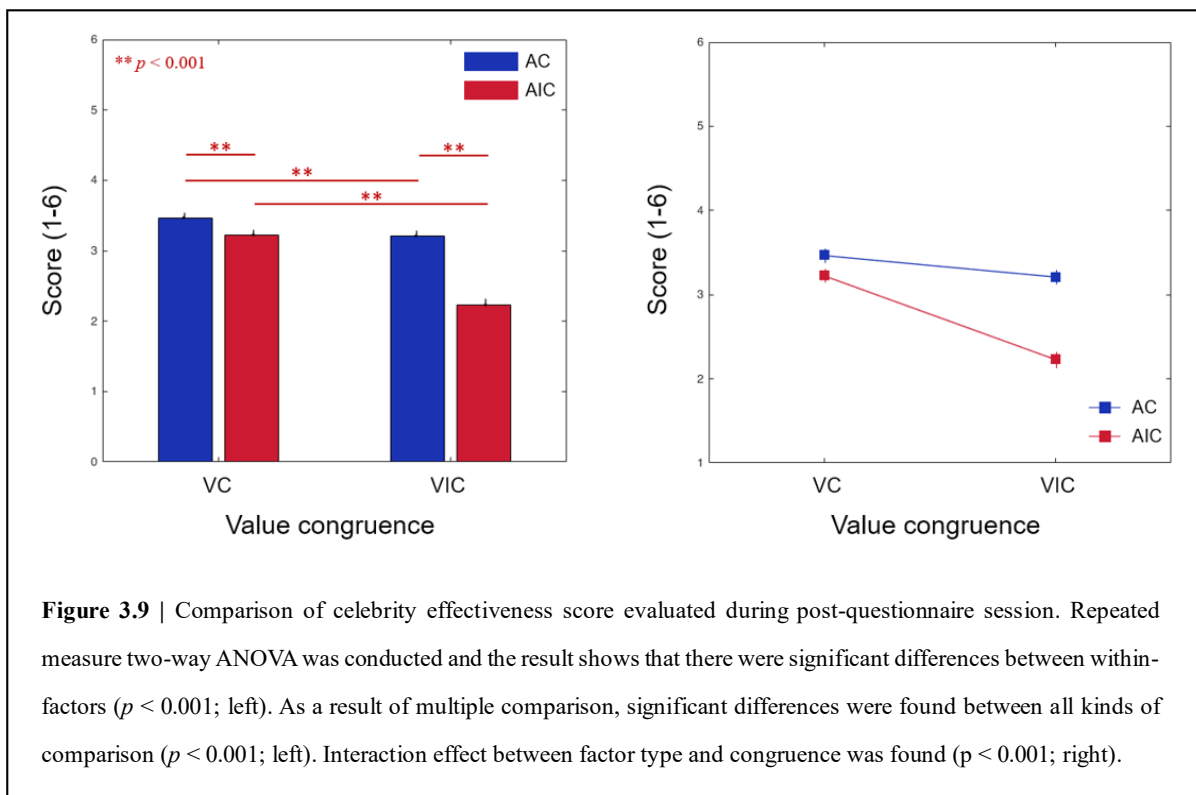 6
5
4
3
2
1
0
Score (1-6)
** p < 0.001
AC
AIC
**
**
**
**
VC
VIC
Value congruence
6
5
4
3
2
1
Score (1-6)
AC
AIC
VC
VIC
Value congruence
Figure 3.9 | Comparison of celebrity effectiveness score evaluated during post-questionnaire session. Repeated
measure two-way ANOVA was conducted and the result shows that there were significant differences between within-
factors (p < 0.001; left). As a result of multiple comparison, significant differences were found between all kinds of
comparison (p < 0.001; left). Interaction effect between factor type and congruence was found (p < 0.001; right).